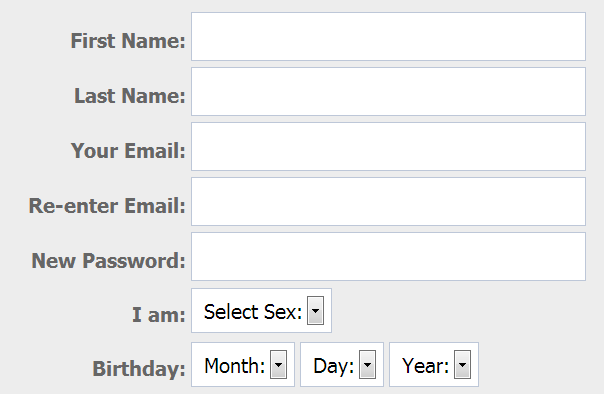 First Name:
Last Name:
Your Email:
Re-enter Email:
New Password:
I am: Select Sex:
Birthday: Month: Day: Year: